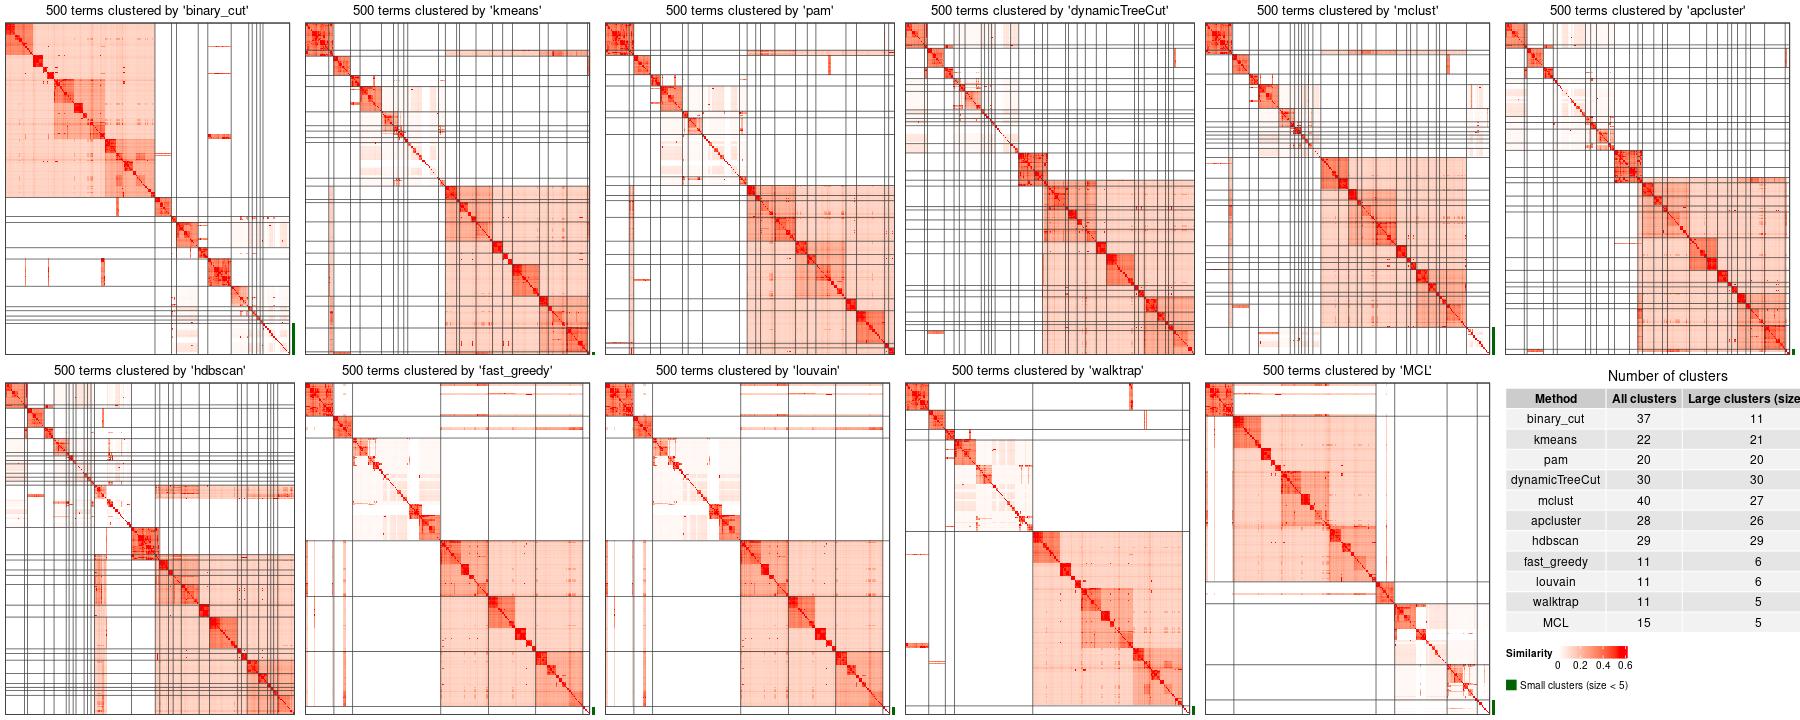 500 terms clustered by 'binary_cut'
500 terms clustered by 'kmeans'
500 terms clustered by 'pam'
500 terms clustered by 'dynamicTreeCut'
500 terms clustered by 'mclust'
500 terms clustered by 'apcluster'
500 terms clustered by 'hdbscan'
500 terms clustered by 'fast_greedy'
500 terms clustered by 'louvain'
500 terms clustered by 'walktrap'
500 terms clustered by 'MCL'
Number of clusters
Method All clusters Large clusters (size
binary_cut 37 11
kmeans 22 21
pam 20 20
dynamicTreeCut 30 30
mclust 40 27
apcluster 28 26
hdbscan 29 29
fast_greedy 11 6
louvain 11 6
walktrap 11 5
MCL 15 5
Similarity
0 0.2 0.4 0.6
Small clusters (size < 5)